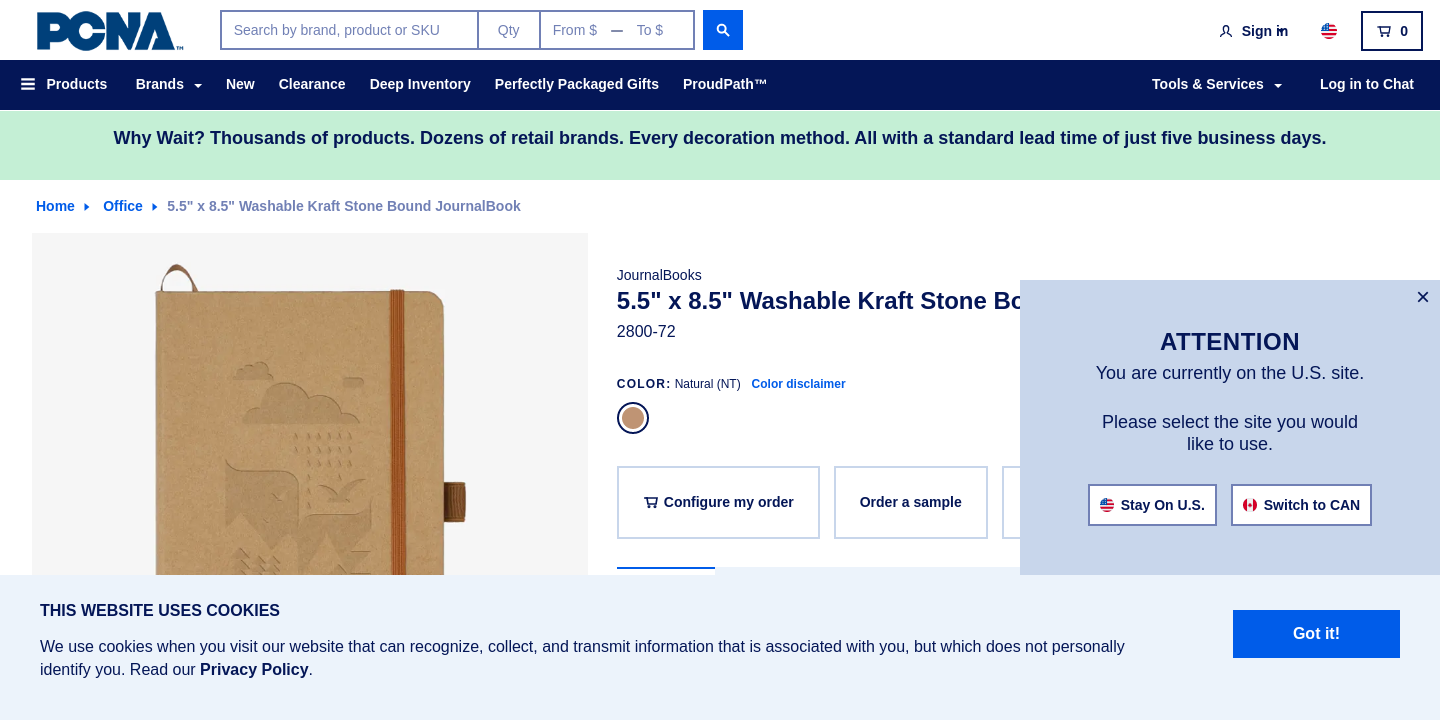 PCNA™
Search by brand, product or SKU
Qty
From $ — To $
Sign in
0
Products
Brands
New
Clearance
Deep Inventory
Perfectly Packaged Gifts
ProudPath™
Tools & Services
Log in to Chat
Why Wait? Thousands of products. Dozens of retail brands. Every decoration method. All with a standard lead time of just five business days.
Home
Office
5.5" x 8.5" Washable Kraft Stone Bound JournalBook
JournalBooks
5.5" x 8.5" Washable Kraft Stone Bo
2800-72
COLOR: Natural (NT) Color disclaimer
Configure my order
Order a sample
×
ATTENTION
You are currently on the U.S. site.
Please select the site you would
like to use.
Stay On U.S.
Switch to CAN
THIS WEBSITE USES COOKIES
We use cookies when you visit our website that can recognize, collect, and transmit information that is associated with you, but which does not personally
identify you. Read our Privacy Policy.
Got it!